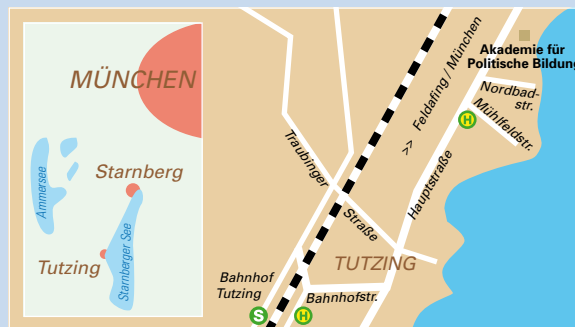 MÜNCHEN
Starnberg
Ammersee
Tutzing
Starnberger See
Akademie für
Politische Bildung
Nordbad-
str.
Mühlfeldstr.
H
>> Feldafing / München
Hauptstraße
Traubinger
Straße
TUTZING
Bahnhof
Tutzing
Bahnhofstr.
S
H